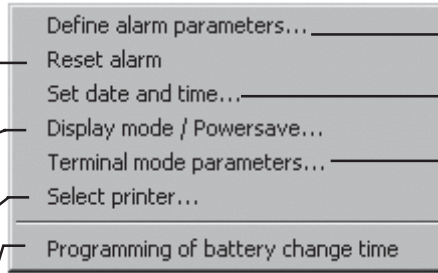 Define alarm parameters...
Reset alarm
Set date and time...
Display mode / Powersave...
Terminal mode parameters...
Select printer...
Programming of battery change time